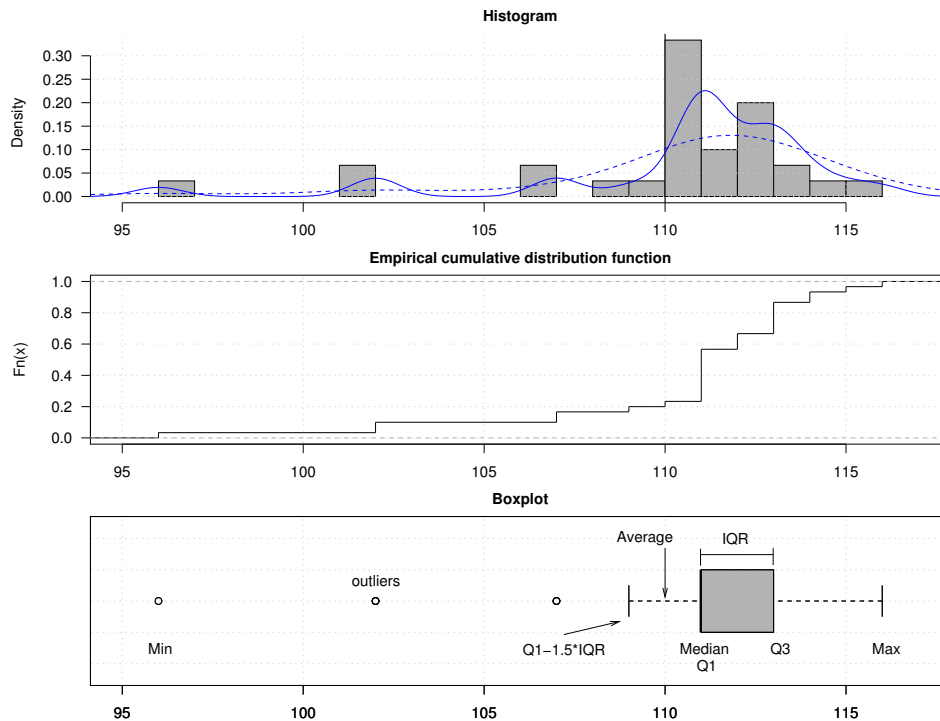 Histogram
Density
0.30
0.25
0.20
0.15
0.10
0.05
0.00
95 100 105 110 115
Empirical cumulative distribution function
Fn(x)
1.0
0.8
0.6
0.4
0.2
0.0
95 100 105 110 115
Boxplot
Average IQR
outliers
Min Q1−1.5*IQR Median Q3 Max
Q1
95 100 105 110 115